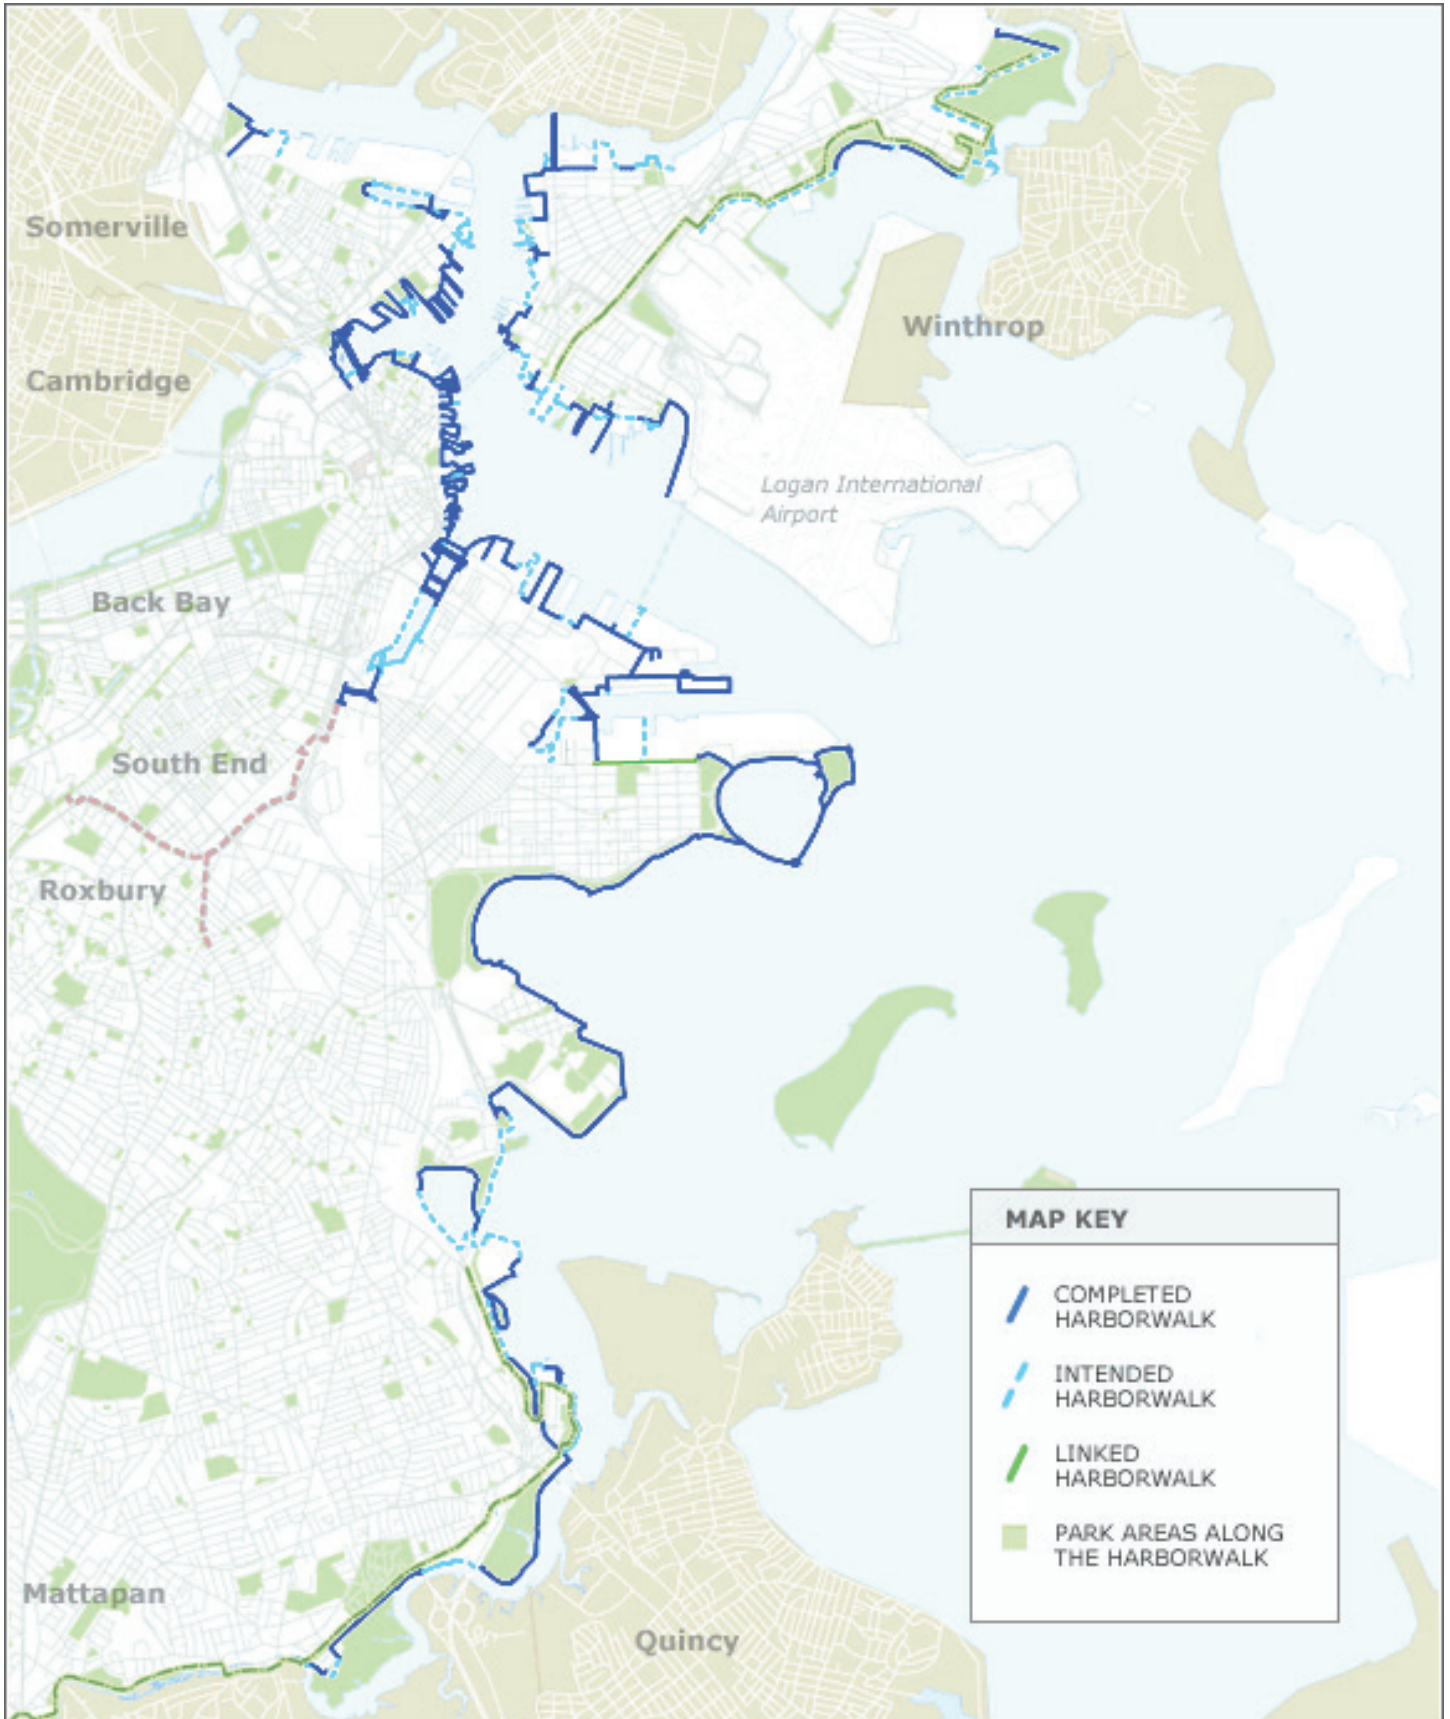 Somerville
Cambridge
Winthrop
Logan International
Airport
Back Bay
South End
Roxbury
Mattapan
Quincy
MAP KEY
COMPLETED
HARBORWALK
INTENDED
HARBORWALK
LINKED
HARBORWALK
PARK AREAS ALONG
THE HARBORWALK